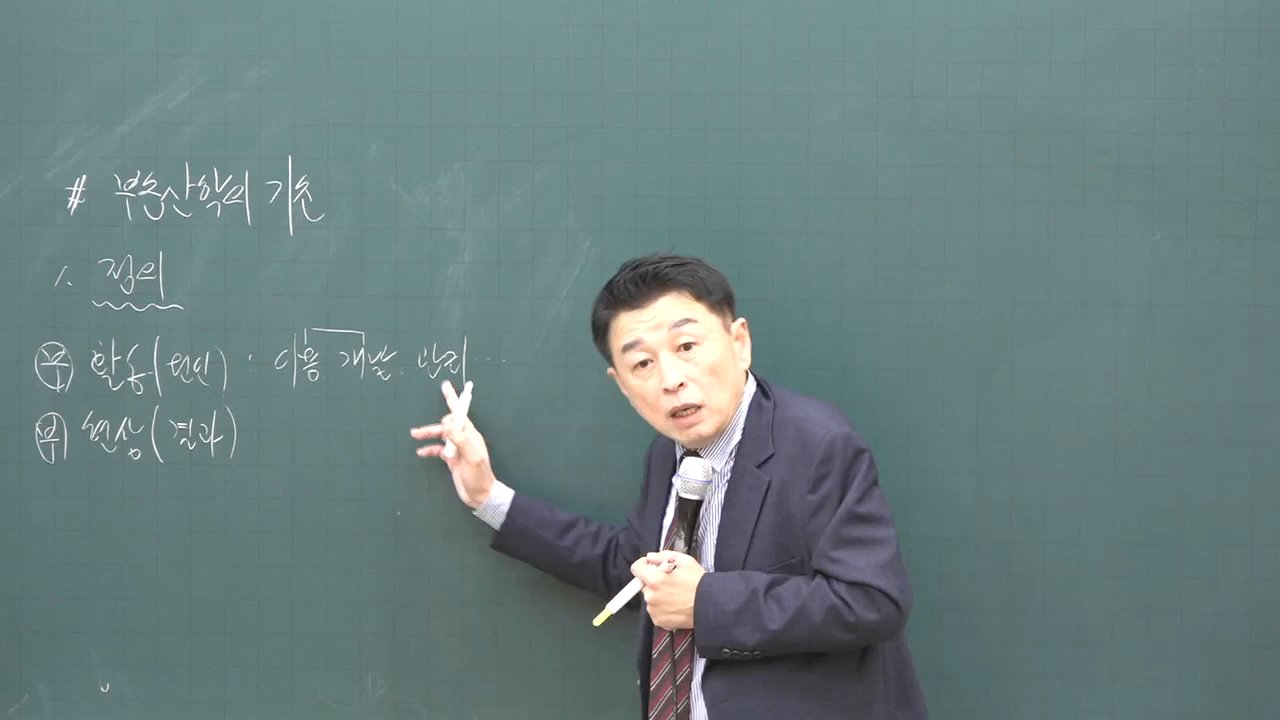 # 부동산학의 기초
1. 정의
㈜ 활동(원인) : 이용 개발 관리 ...
(부) 현상(결과)